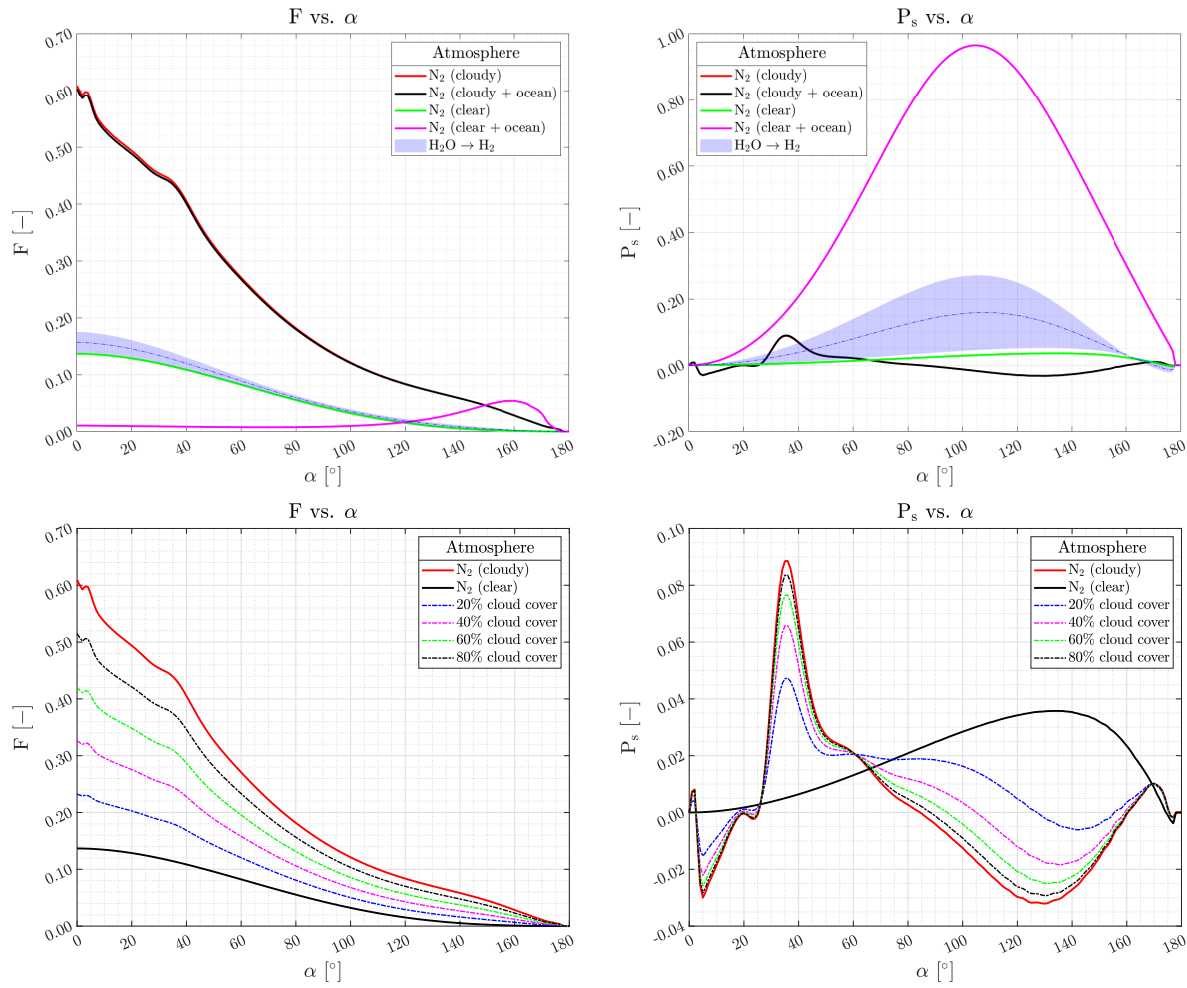 F vs. α
0.70
0.60
0.50
0.40
0.30
0.20
0.10
0.00
F [−]
0 20 40 60 80 100 120 140 160 180
α [°]
Atmosphere
N₂ (cloudy)
N₂ (cloudy + ocean)
N₂ (clear)
N₂ (clear + ocean)
H₂O → H₂
Pₛ vs. α
1.00
0.80
0.60
0.40
0.20
0.00
-0.20
Pₛ [−]
0 20 40 60 80 100 120 140 160 180
α [°]
Atmosphere
N₂ (cloudy)
N₂ (cloudy + ocean)
N₂ (clear)
N₂ (clear + ocean)
H₂O → H₂
F vs. α
0.70
0.60
0.50
0.40
0.30
0.20
0.10
0.00
F [−]
0 20 40 60 80 100 120 140 160 180
α [°]
Atmosphere
N₂ (cloudy)
N₂ (clear)
20% cloud cover
40% cloud cover
60% cloud cover
80% cloud cover
Pₛ vs. α
0.10
0.08
0.06
0.04
0.02
0.00
-0.02
-0.04
Pₛ [−]
0 20 40 60 80 100 120 140 160 180
α [°]
Atmosphere
N₂ (cloudy)
N₂ (clear)
20% cloud cover
40% cloud cover
60% cloud cover
80% cloud cover